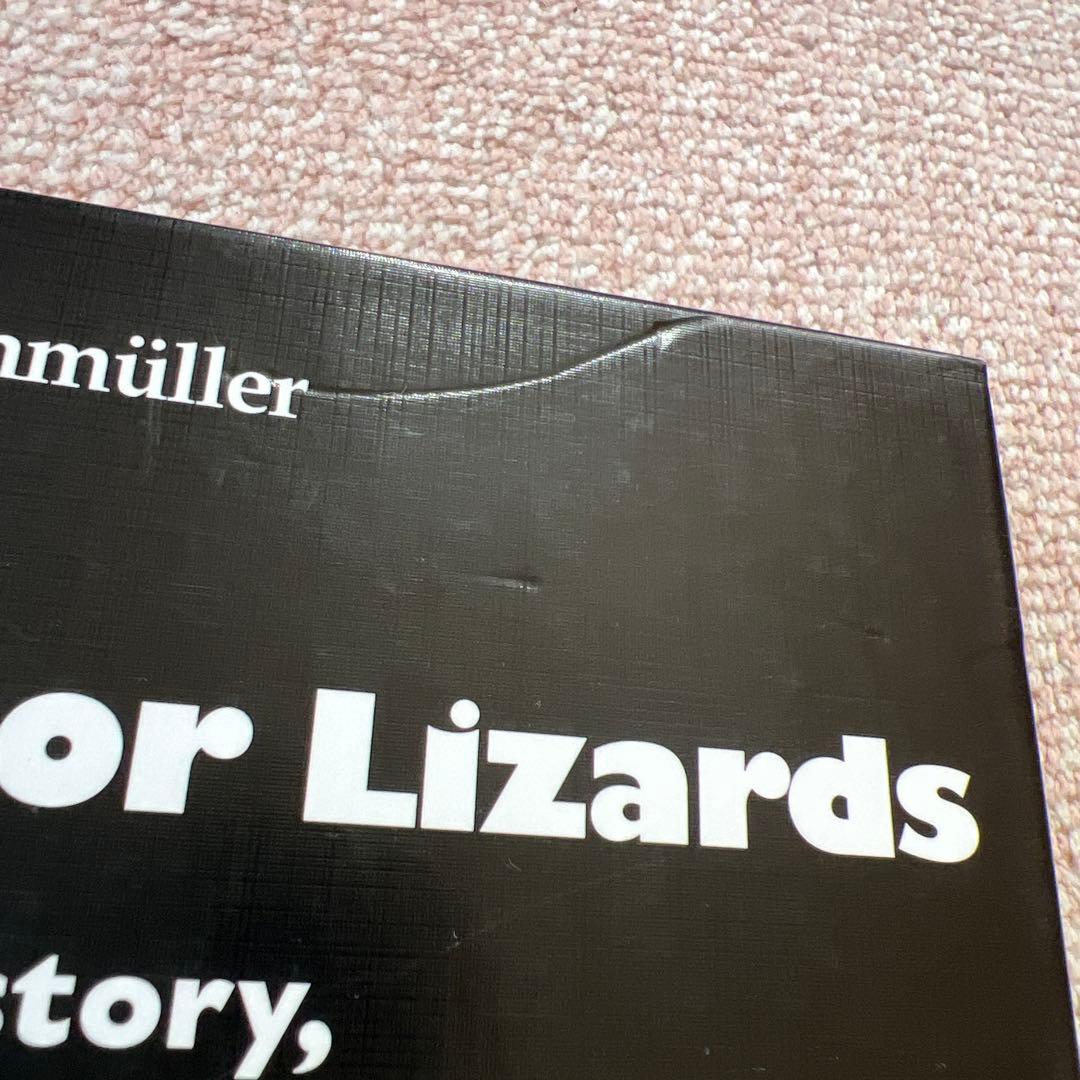 nmüller
or Lizards
story,